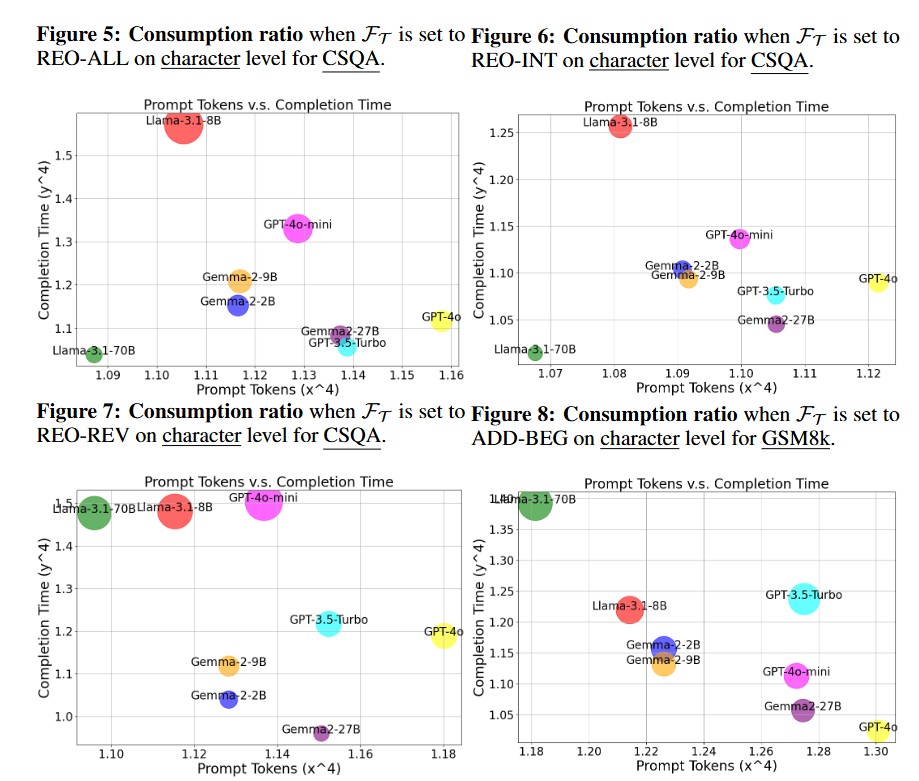 Figure 5: Consumption ratio when F_T is set to
REO-ALL on character level for CSQA.
Figure 6: Consumption ratio when F_T is set to
REO-INT on character level for CSQA.
Prompt Tokens v.s. Completion Time
Completion Time (y^4)
1.5
1.4
1.3
1.2
1.1
Llama-3.1-8B
GPT-4o-mini
Gemma-2-9B
Gemma-2-2B
GPT-4o
Gemma2-27B
GPT-3.5-Turbo
Llama-3.1-70B
1.09 1.10 1.11 1.12 1.13 1.14 1.15 1.16
Prompt Tokens (x^4)
Prompt Tokens v.s. Completion Time
Completion Time (y^4)
1.25
1.20
1.15
1.10
1.05
Llama-3.1-8B
GPT-4o-mini
Gemma-2-2B
Gemma-2-9B
GPT-4o
GPT-3.5-Turbo
Gemma2-27B
Llama-3.1-70B
1.07 1.08 1.09 1.10 1.11 1.12
Prompt Tokens (x^4)
Figure 7: Consumption ratio when F_T is set to
REO-REV on character level for CSQA.
Figure 8: Consumption ratio when F_T is set to
ADD-BEG on character level for GSM8k.
Prompt Tokens v.s. Completion Time
Completion Time (y^4)
1.5
1.4
1.3
1.2
1.1
1.0
GPT-4o-mini
Llama-3.1-70B
Llama-3.1-8B
GPT-3.5-Turbo
GPT-4o
Gemma-2-9B
Gemma-2-2B
Gemma2-27B
1.10 1.12 1.14 1.16 1.18
Prompt Tokens (x^4)
Prompt Tokens v.s. Completion Time
Completion Time (y^4)
1.40
1.35
1.30
1.25
1.20
1.15
1.10
1.05
Llama-3.1-70B
GPT-3.5-Turbo
Llama-3.1-8B
Gemma-2-2B
Gemma-2-9B
GPT-4o-mini
Gemma2-27B
GPT-4o
1.18 1.20 1.22 1.24 1.26 1.28 1.30
Prompt Tokens (x^4)